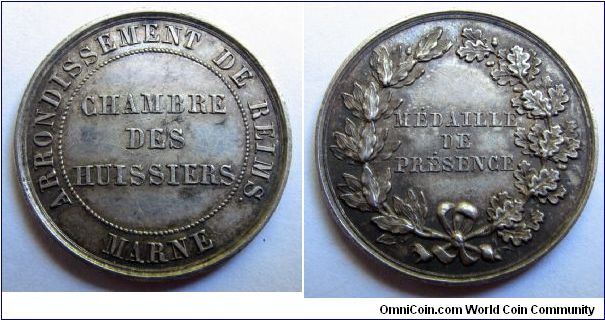 ARRONDISSEMENT DE REIMS
CHAMBRE
DES
HUISSIERS
MARNE
MÉDAILLE
DE
PRÉSENCE
OmniCoin.com World Coin Community